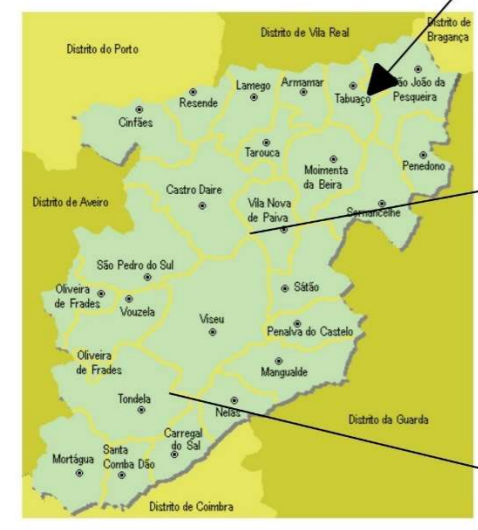 Distrito de Vila Real
Distrito de
Bragança
Distrito do Porto
Lamego
Armamar
Tabuaço
São João da
Pesqueira
Resende
Cinfães
Tarouca
Moimenta
da Beira
Penedono
Castro Daire
Vila Nova
de Paiva
Sernancelhe
Distrito de Aveiro
São Pedro do Sul
Oliveira
de Frades
Vouzela
Sátão
Viseu
Penalva do Castelo
Oliveira
de Frades
Mangualde
Tondela
Nelas
Distrito da Guarda
Carregal
do Sal
Santa
Comba Dão
Mortágua
Distrito de Coimbra